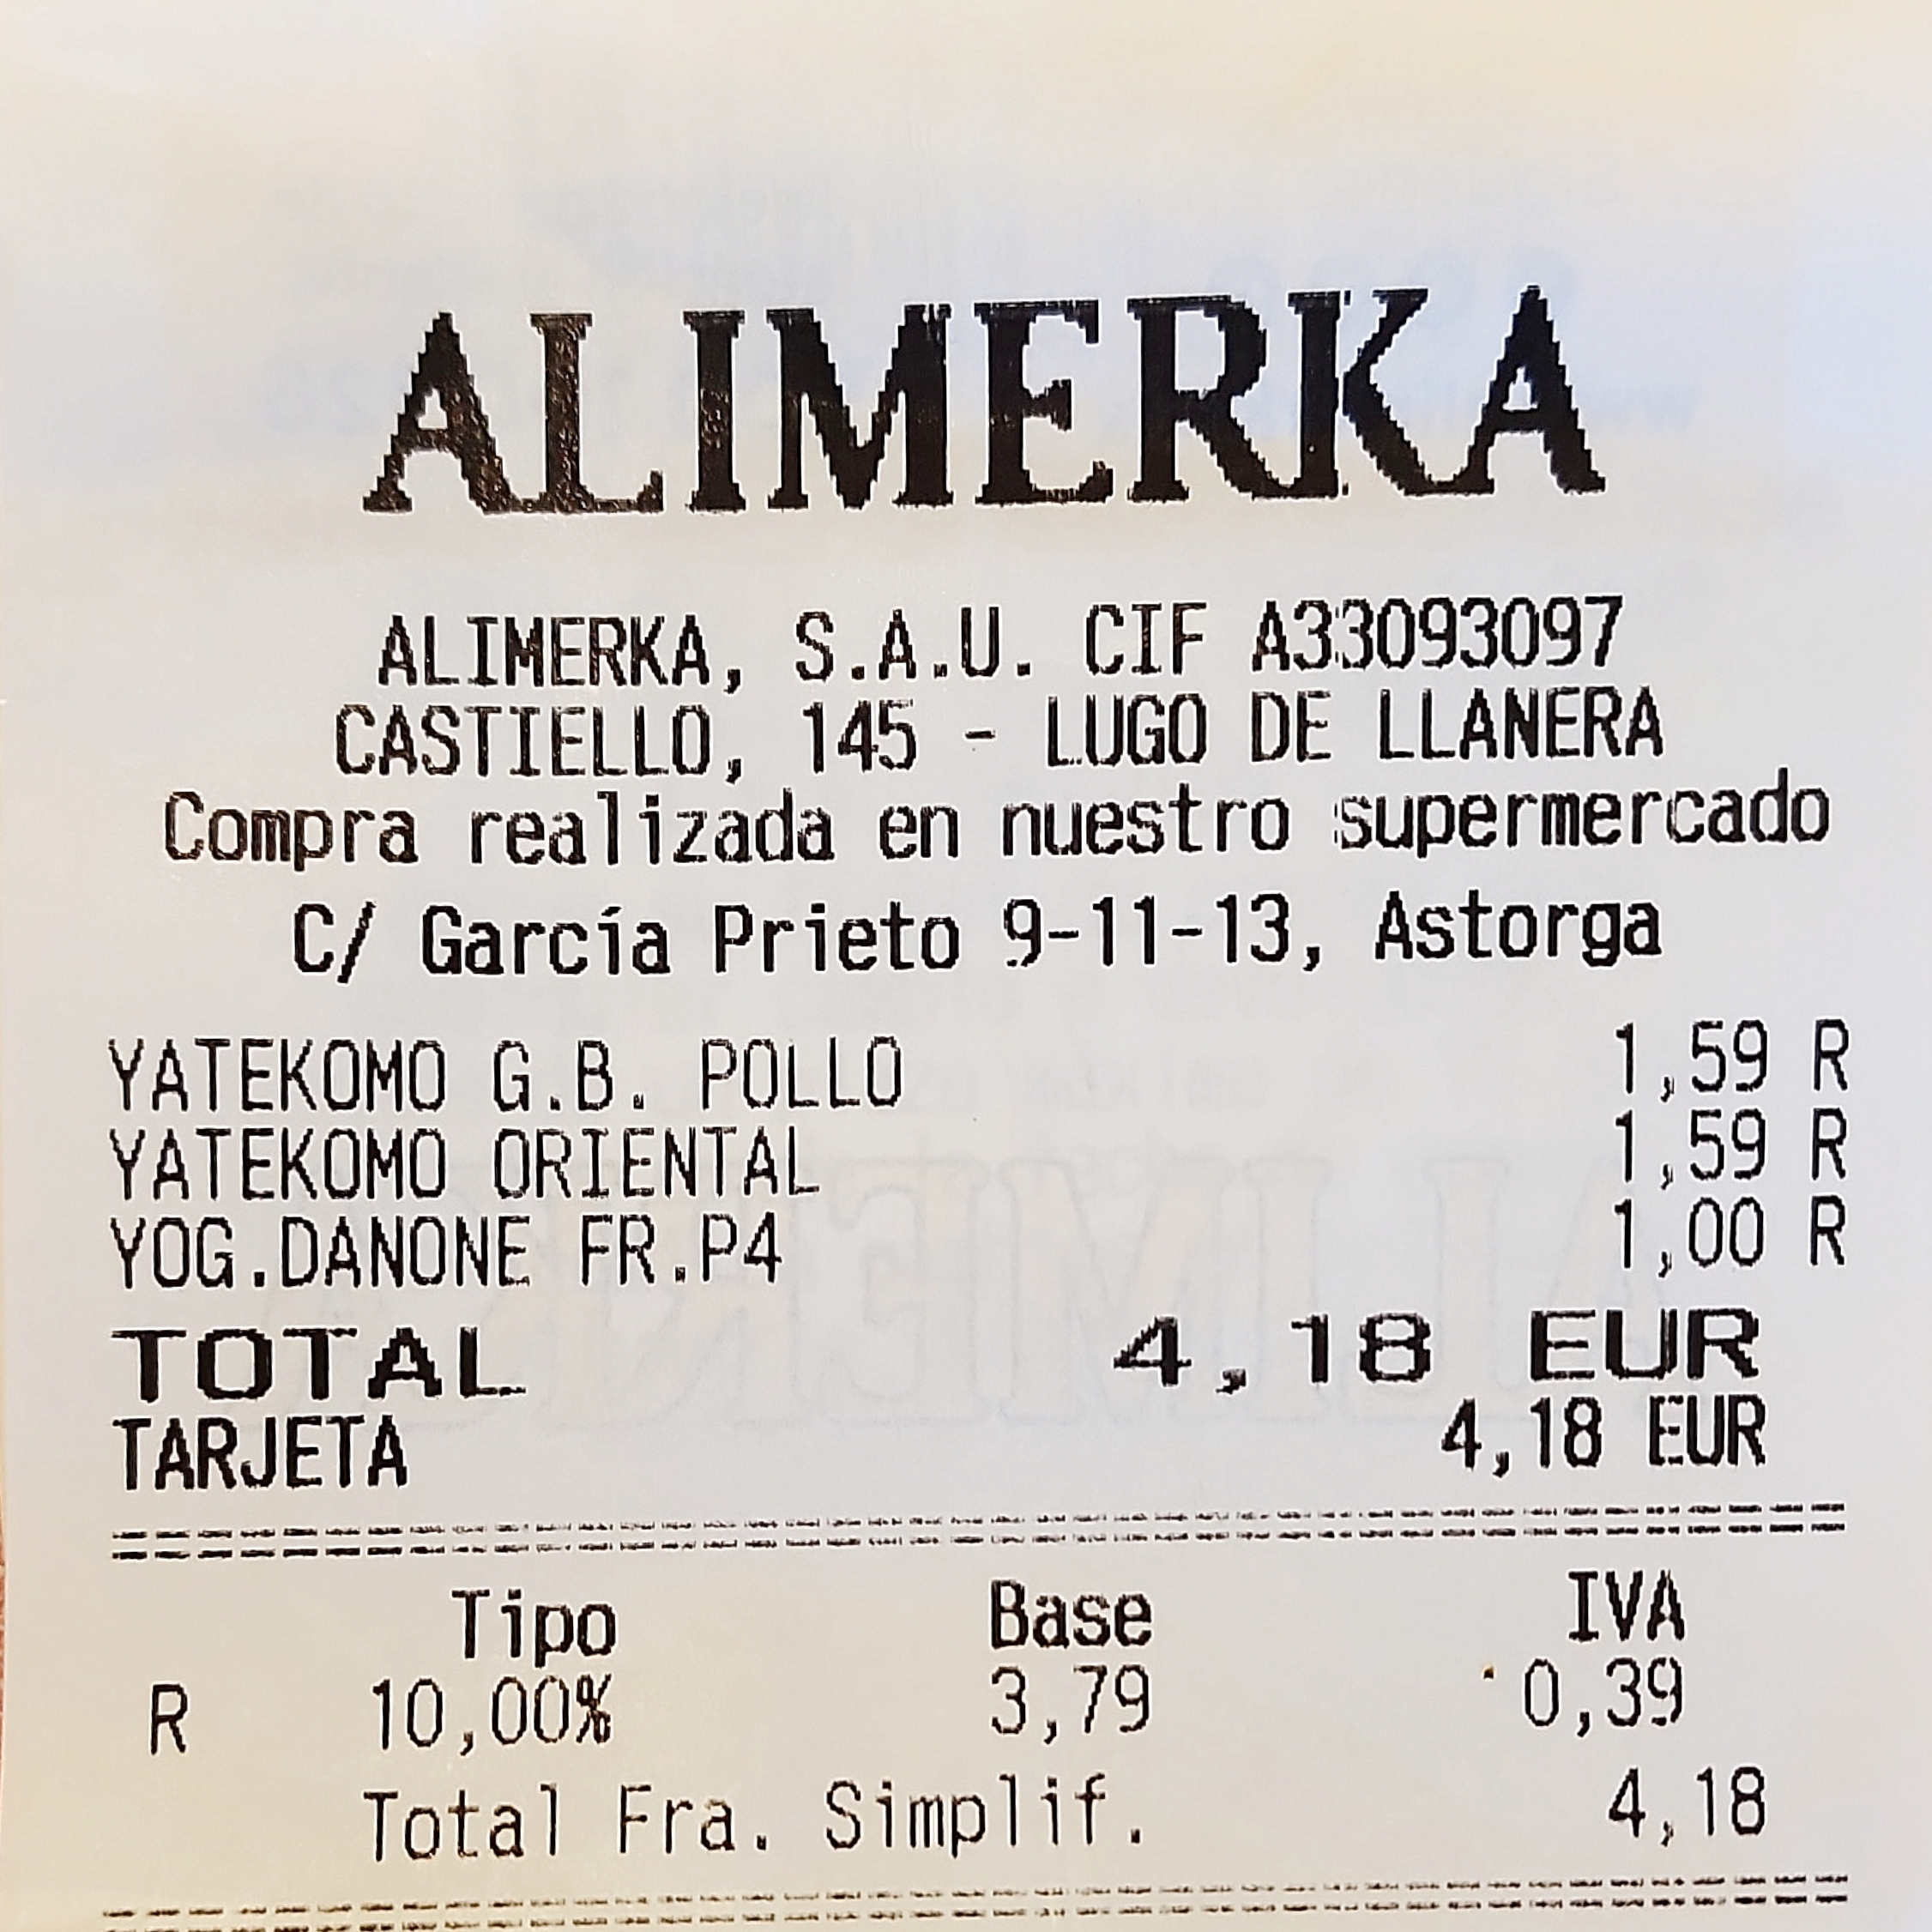 ALIMERKA
ALIMERKA, S.A.U. CIF A33093097
CASTIELLO, 145 - LUGO DE LLANERA
Compra realizada en nuestro supermercado
C/ García Prieto 9-11-13, Astorga
YATEKOMO G.B. POLLO 1,59 R
YATEKOMO ORIENTAL 1,59 R
YOG.DANONE FR.P4 1,00 R
TOTAL 4,18 EUR
TARJETA 4,18 EUR
Tipo Base IVA
R 10,00% 3,79 0,39
Total Fra. Simplif. 4,18